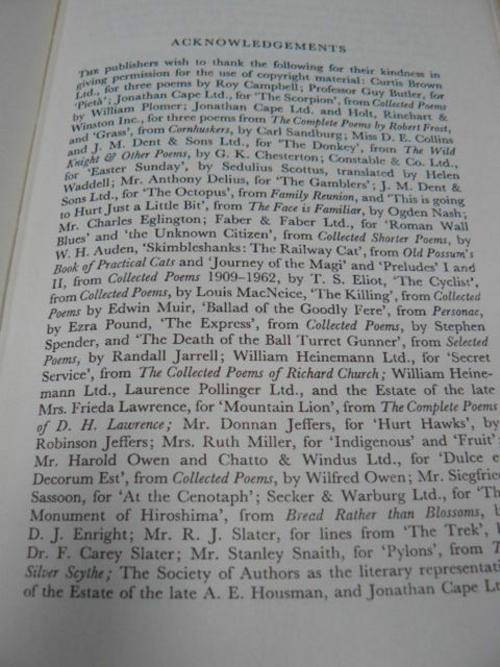 ACKNOWLEDGEMENTS
THE publishers wish to thank the following for their kindness in
giving permission for the use of copyright material: Curtis Brown
Ltd., for three poems by Roy Campbell; Professor Guy Butler, for
'Pietà'; Jonathan Cape Ltd., for 'The Scorpion', from Collected Poems
by William Plomer; Jonathan Cape Ltd. and Holt, Rinehart &
Winston Inc., for three poems from The Complete Poems by Robert Frost,
and 'Grass', from Cornhuskers, by Carl Sandburg; Miss D. E. Collins
and J. M. Dent & Sons Ltd., for 'The Donkey', from The Wild
Knight & Other Poems, by G. K. Chesterton; Constable & Co. Ltd.,
for 'Easter Sunday', by Sedulius Scottus, translated by Helen
Waddell; Mr. Anthony Delius, for 'The Gamblers'; J. M. Dent &
Sons Ltd., for 'The Octopus', from Family Reunion, and 'This is going
to Hurt Just a Little Bit', from The Face is Familiar, by Ogden Nash;
Mr. Charles Eglington; Faber & Faber Ltd., for 'Roman Wall
Blues' and 'the Unknown Citizen', from Collected Shorter Poems, by
W. H. Auden, 'Skimbleshanks: The Railway Cat', from Old Possum's
Book of Practical Cats and 'Journey of the Magi' and 'Preludes' I and
II, from Collected Poems 1909–1962, by T. S. Eliot, 'The Cyclist',
from Collected Poems, by Louis MacNeice, 'The Killing', from Collected
Poems by Edwin Muir, 'Ballad of the Goodly Fere', from Personae,
by Ezra Pound, 'The Express', from Collected Poems, by Stephen
Spender, and 'The Death of the Ball Turret Gunner', from Selected
Poems, by Randall Jarrell; William Heinemann Ltd., for 'Secret
Service', from The Collected Poems of Richard Church; William Heine-
mann Ltd., Laurence Pollinger Ltd., and the Estate of the late
Mrs. Frieda Lawrence, for 'Mountain Lion', from The Complete Poems
of D. H. Lawrence; Mr. Donnan Jeffers, for 'Hurt Hawks', by
Robinson Jeffers; Mrs. Ruth Miller, for 'Indigenous' and 'Fruit';
Mr. Harold Owen and Chatto & Windus Ltd., for 'Dulce e
Decorum Est', from Collected Poems, by Wilfred Owen; Mr. Siegfrie
Sassoon, for 'At the Cenotaph'; Secker & Warburg Ltd., for 'Th
Monument of Hiroshima', from Bread Rather than Blossoms, b
D. J. Enright; Mr. R. J. Slater, for lines from 'The Trek',
Dr. F. Carey Slater; Mr. Stanley Snaith, for 'Pylons', from T
Silver Scythe; The Society of Authors as the literary representati
of the Estate of the late A. E. Housman, and Jonathan Cape Lt